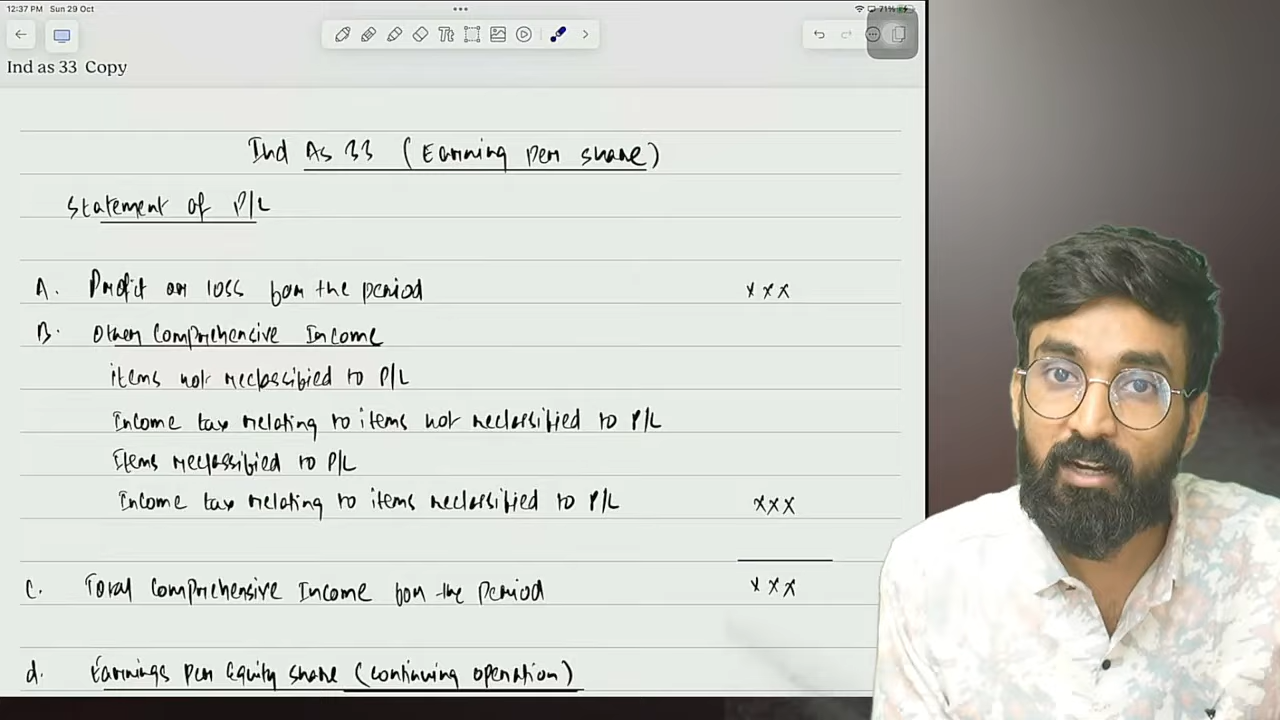 12:37 PM Sun 29 Oct
71%
Ind as 33 Copy
Ind As 33 (Earning per share)
Statement of P/L
A. Profit or loss for the period xxx
B. Other Comprehensive Income
items not reclassified to P/L
Income tax relating to items not reclassified to P/L
Items reclassified to P/L
Income tax relating to items reclassified to P/L xxx
C. Total Comprehensive Income for the period xxx
d. Earnings per Equity share (continuing operation)